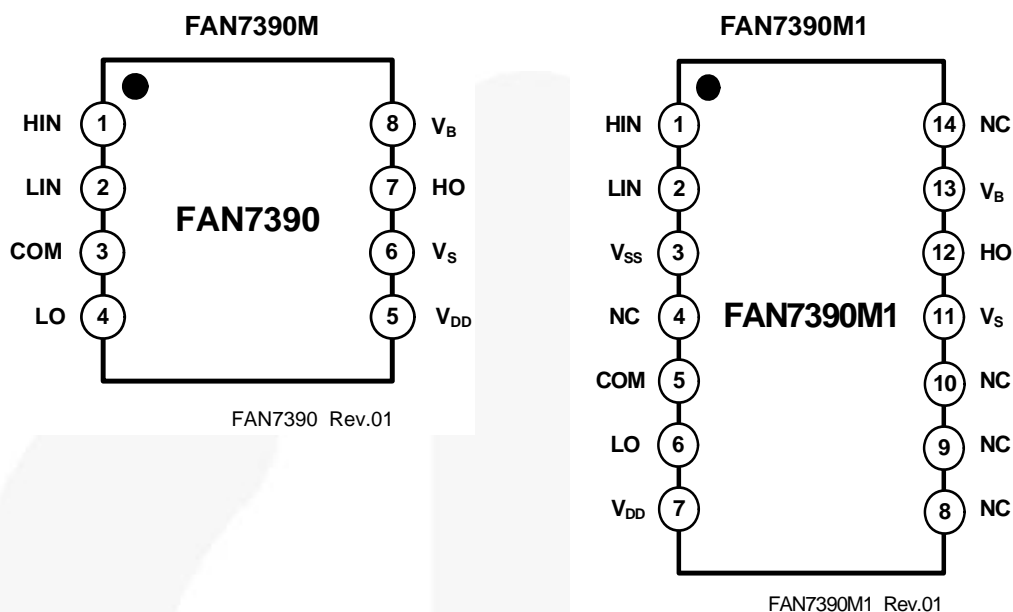 FAN7390M
HIN 1
LIN 2
COM 3
LO 4
FAN7390
8 V_B
7 HO
6 V_S
5 V_DD
FAN7390 Rev.01
FAN7390M1
HIN 1
LIN 2
V_SS 3
NC 4
COM 5
LO 6
V_DD 7
FAN7390M1
14 NC
13 V_B
12 HO
11 V_S
10 NC
9 NC
8 NC
FAN7390M1 Rev.01